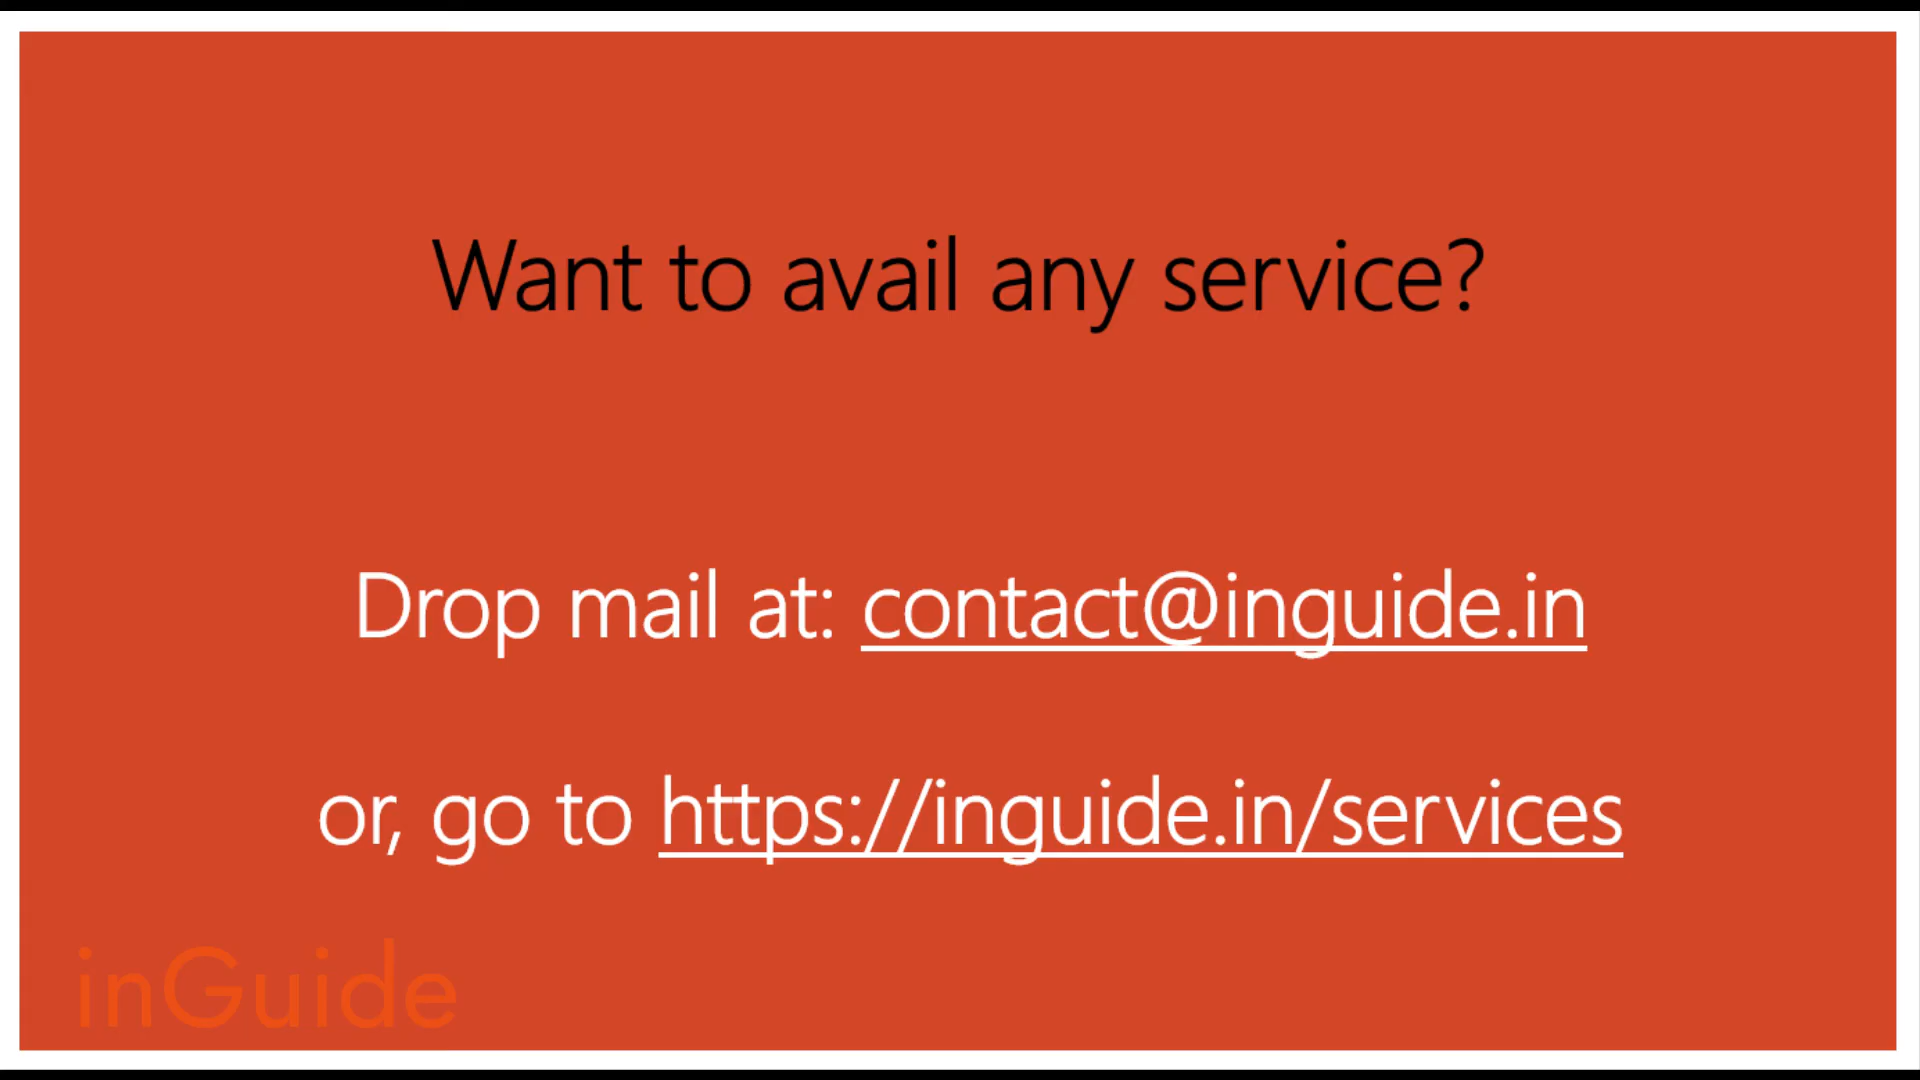 Want to avail any service?
Drop mail at: contact@inguide.in
or, go to https://inguide.in/services
inGuide